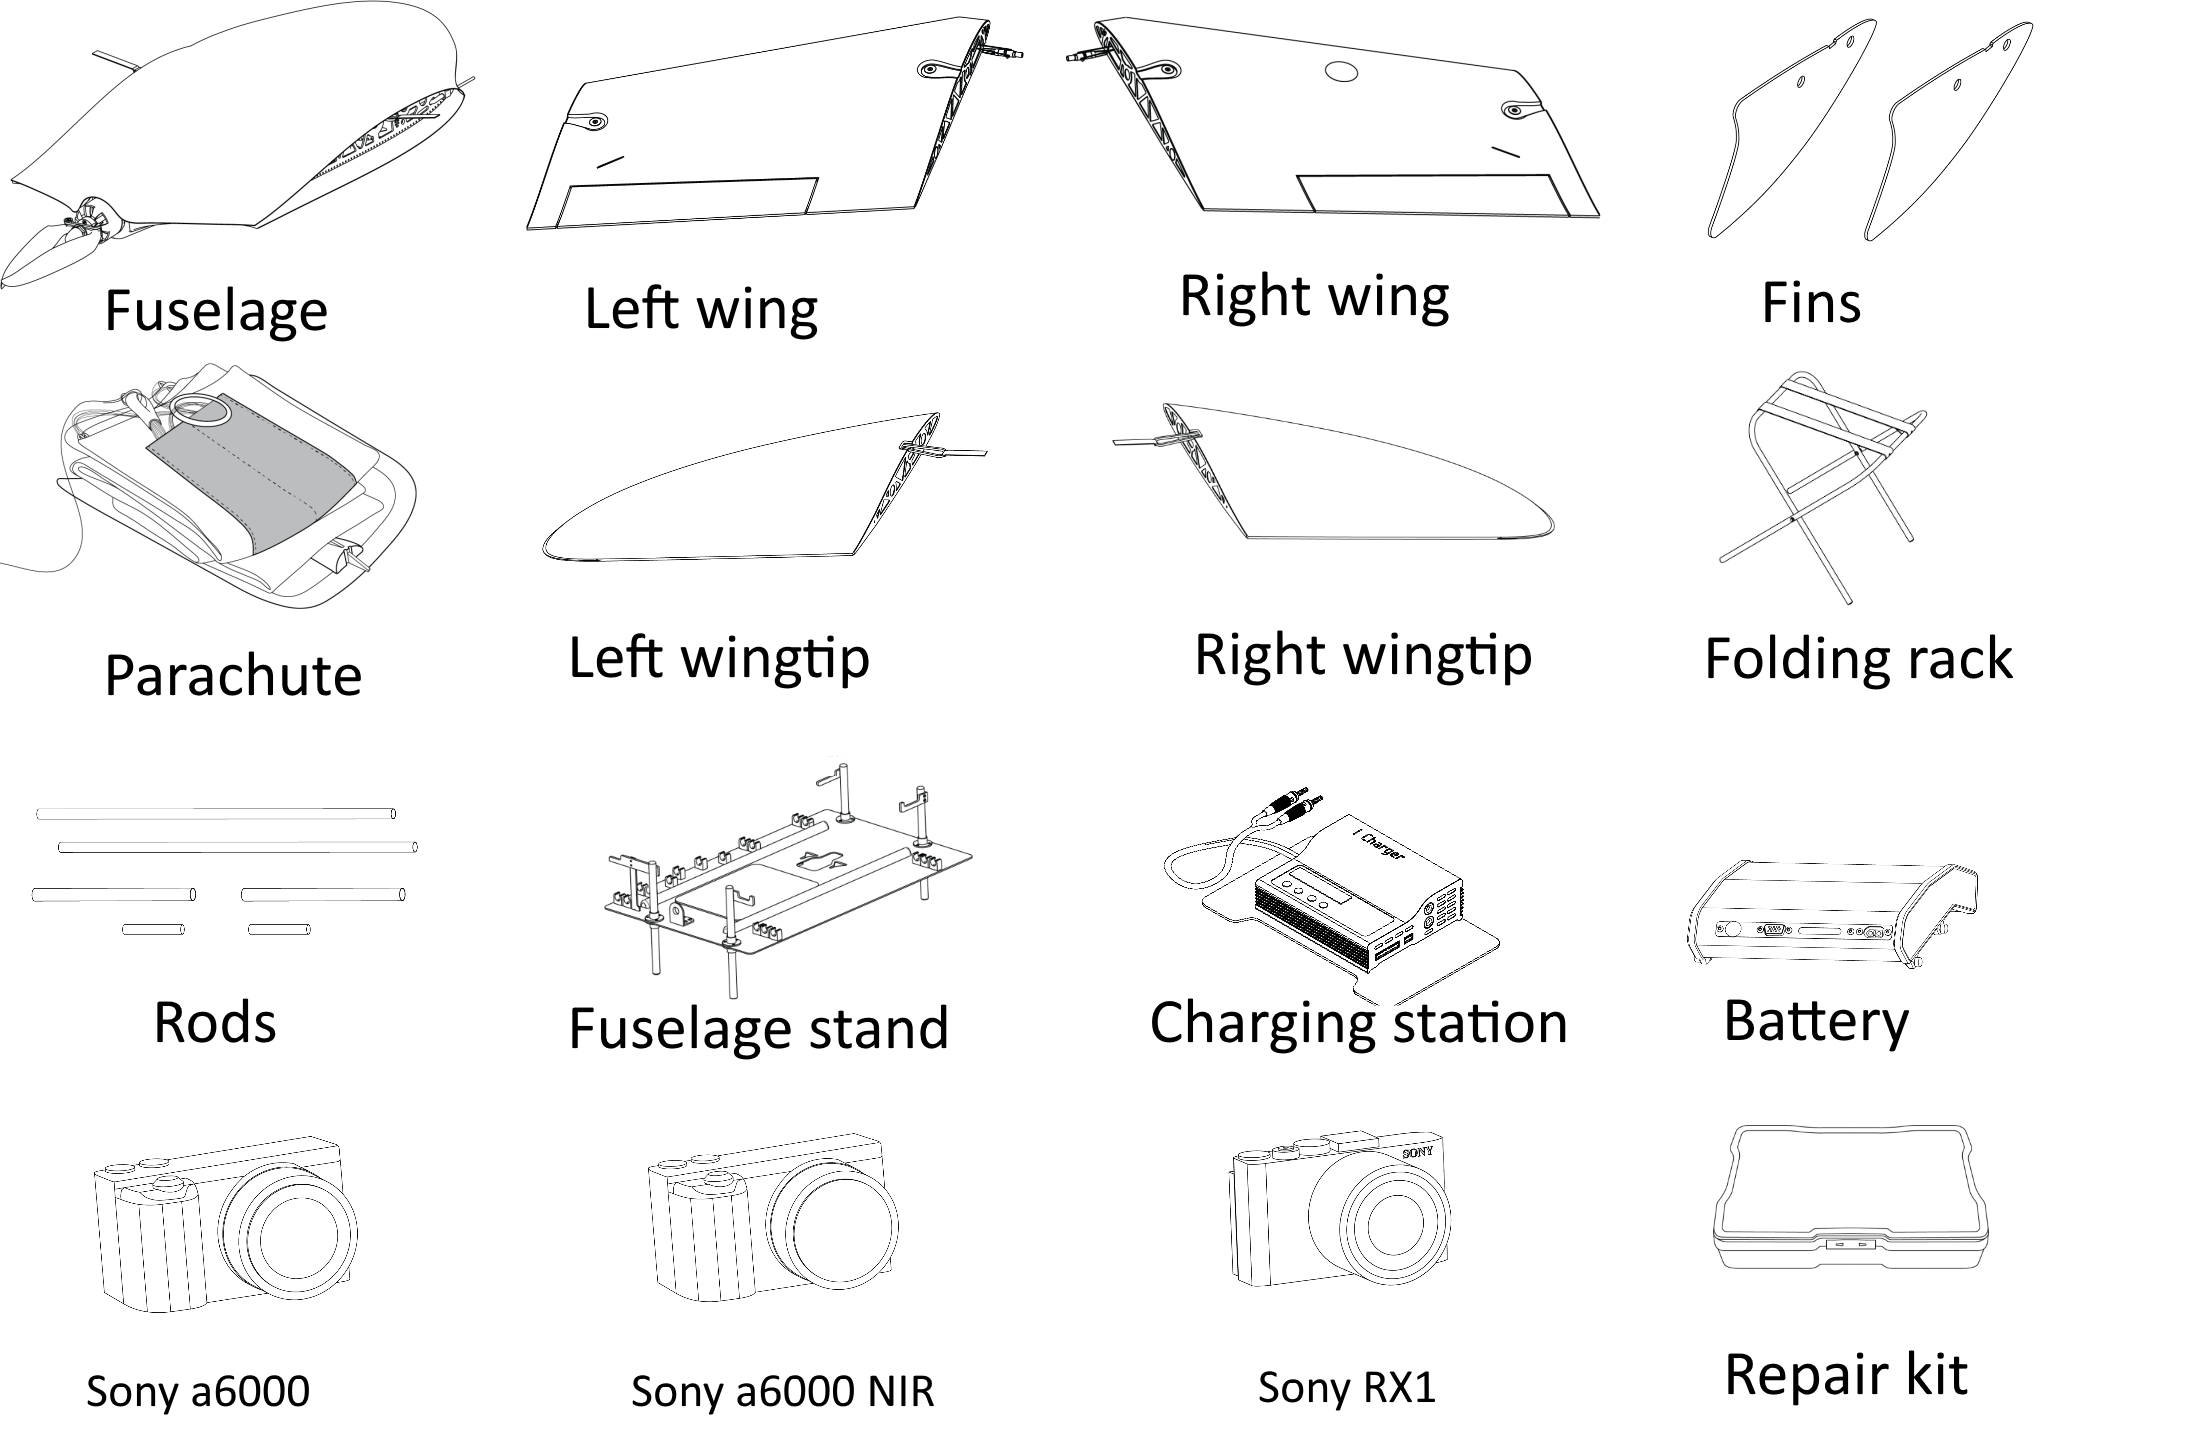 Fuselage
Left wing
Right wing
Fins
Parachute
Left wingtip
Right wingtip
Folding rack
i Charger
Rods
Fuselage stand
Charging station
Battery
SONY
Sony a6000
Sony a6000 NIR
Sony RX1
Repair kit